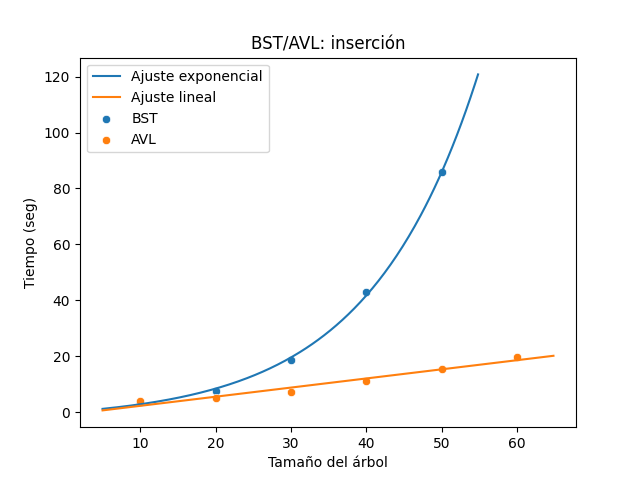 BST/AVL: inserción
Ajuste exponencial
Ajuste lineal
BST
AVL
Tiempo (seg)
120
100
80
60
40
20
0
10 20 30 40 50 60
Tamaño del árbol